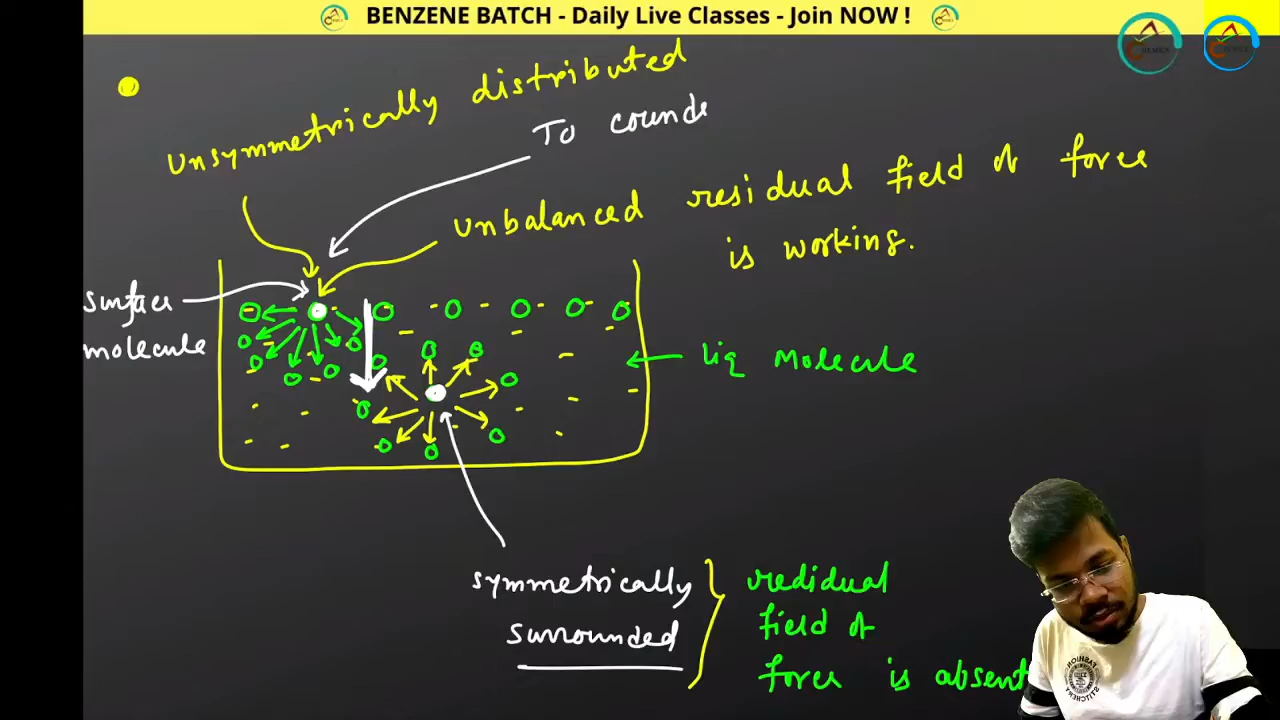 BENZENE BATCH - Daily Live Classes - Join NOW !
Unsymmetrically distributed
To counde
Unbalanced residual field of force
is working.
surface
molecule
liq Molecule
symmetrically
surrounded
redidual
field of
force is absent